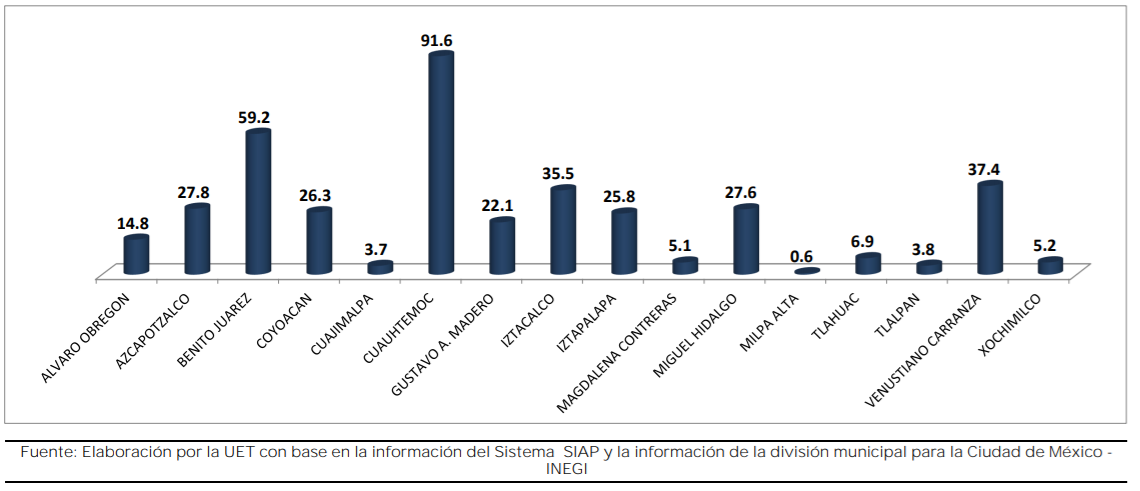 91.6
59.2
37.4
35.5
27.8
26.3
22.1
25.8
27.6
14.8
3.7
5.1
0.6
6.9
3.8
5.2
ALVARO OBREGON
AZCAPOTZALCO
BENITO JUAREZ
COYOACAN
CUAJIMALPA
CUAUHTEMOC
GUSTAVO A. MADERO
IZTACALCO
IZTAPALAPA
MAGDALENA CONTRERAS
MIGUEL HIDALGO
MILPA ALTA
TLAHUAC
TLALPAN
VENUSTIANO CARRANZA
XOCHIMILCO
Fuente: Elaboración por la UET con base en la información del Sistema SIAP y la información de la división municipal para la Ciudad de México -
INEGI